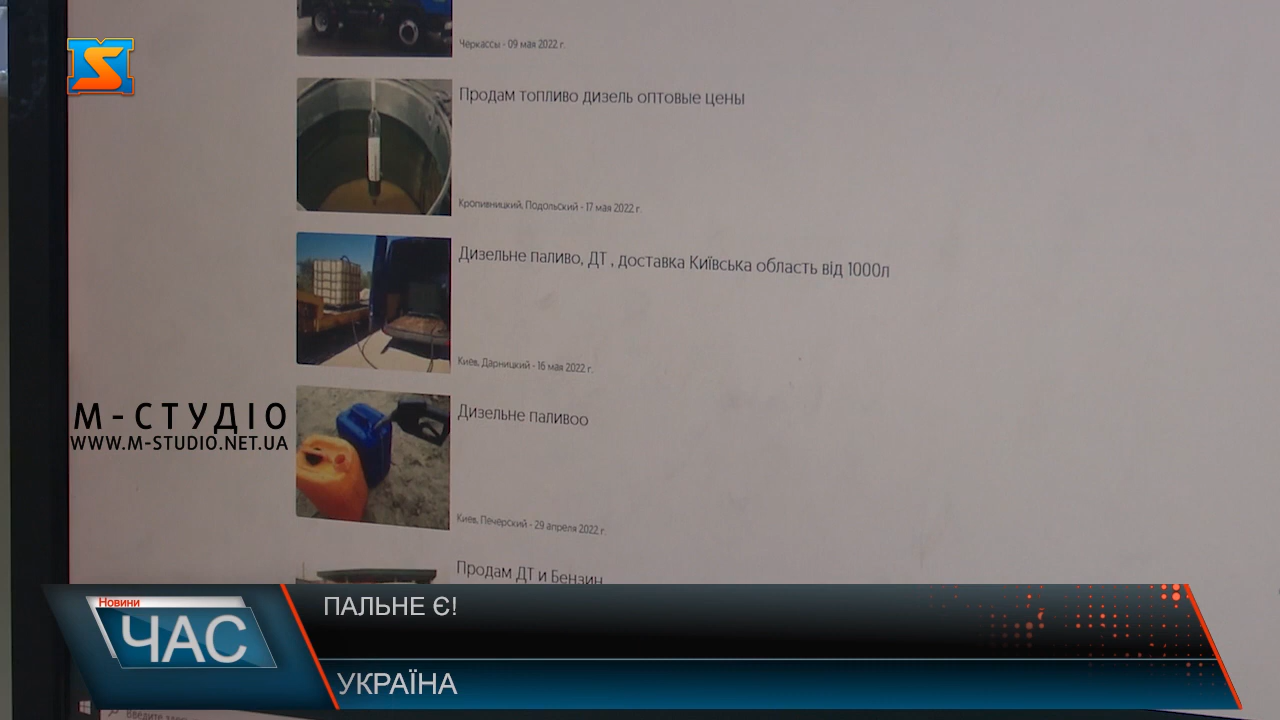 Черкассы - 09 мая 2022 г.
Продам топливо дизель оптовые цены
Кропивницкий, Подольский - 17 мая 2022 г.
Дизельне паливо, ДТ , доставка Київська область від 1000л
Киев, Дарницкий - 16 мая 2022 г.
Дизельне паливоо
Киев, Печерский - 29 апреля 2022 г.
Продам ДТ и Бензин
М-СТУДІО
WWW.M-STUDIO.NET.UA
Новини
ЧАС
ПАЛЬНЕ Є!
УКРАЇНА
Введите